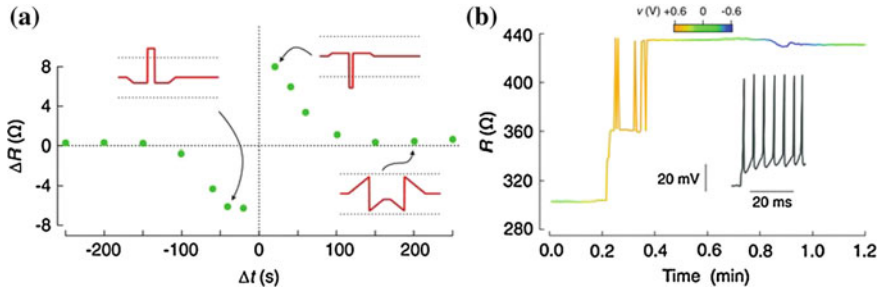 (a)
8
4
0
-4
-8
ΔR (Ω)
-200 -100 0 100 200
Δt (s)
(b)
v (V) +0.6 0 -0.6
440
400
360
320
280
R (Ω)
20 mV
20 ms
0.0 0.2 0.4 0.6 0.8 1.0 1.2
Time (min)